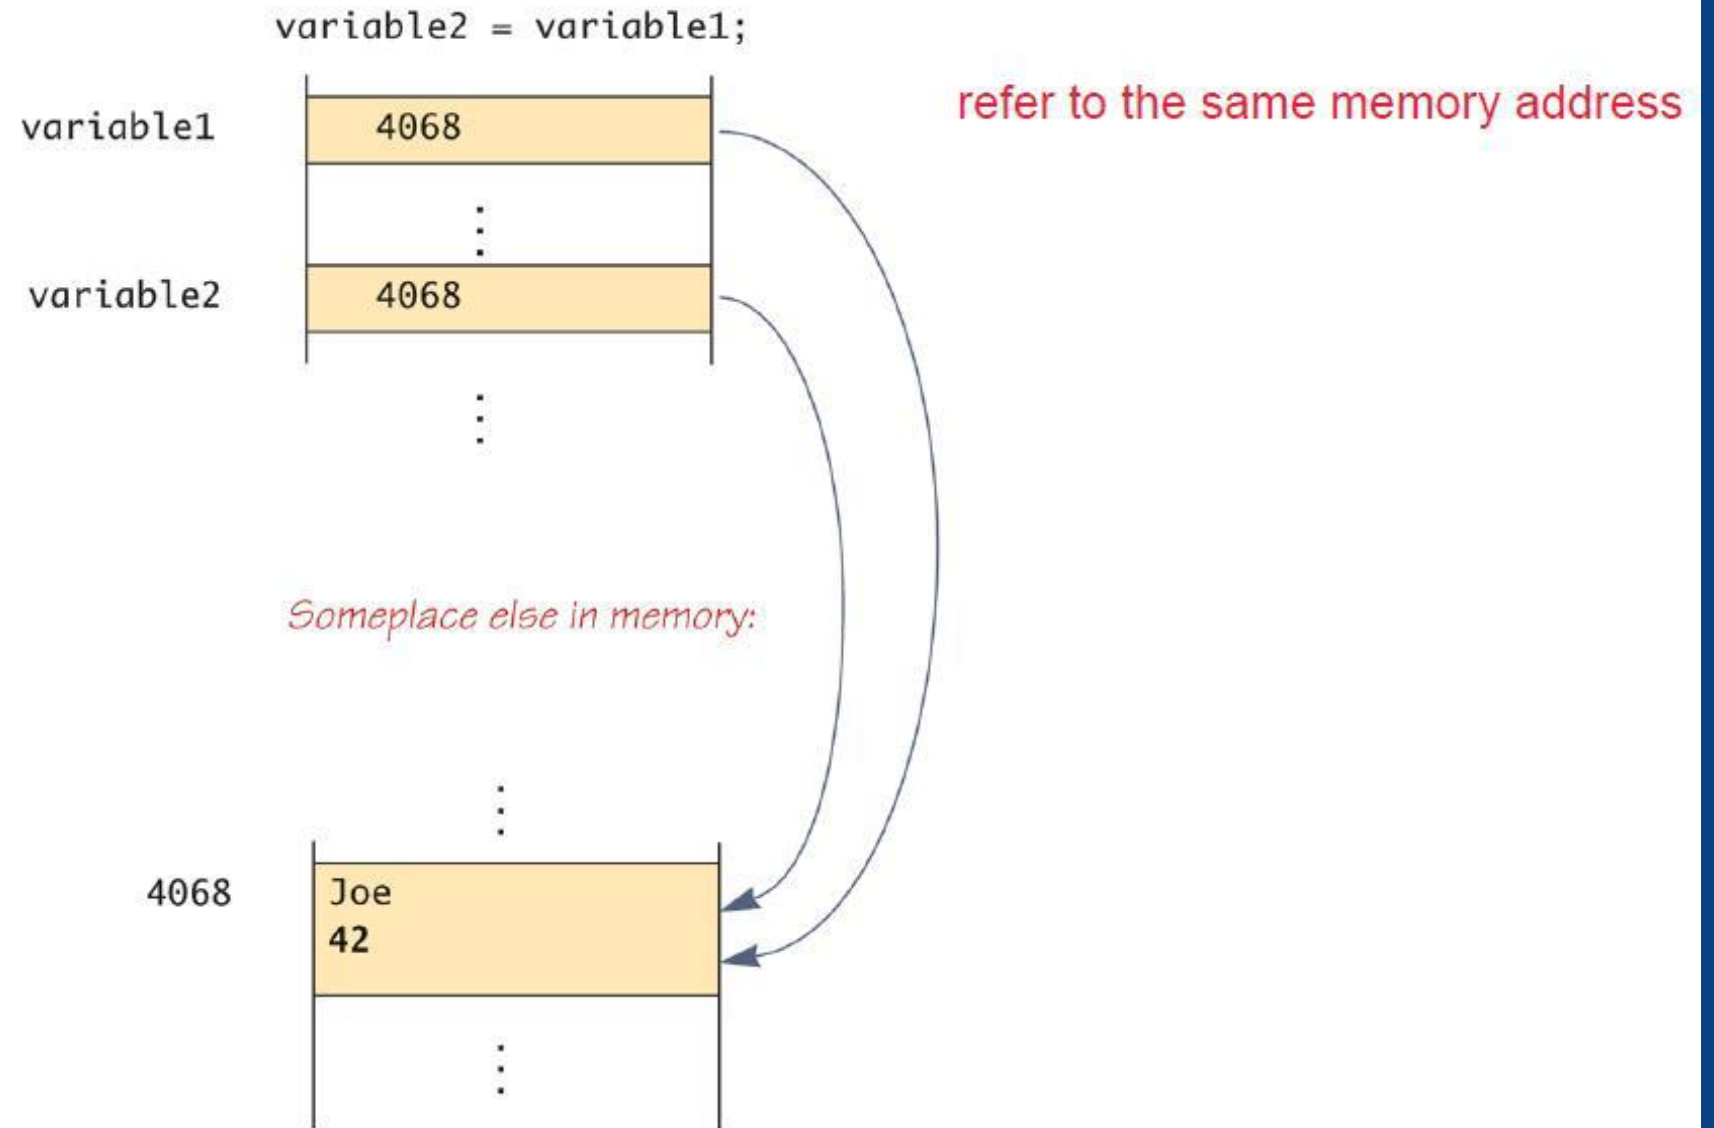 variable2 = variable1;
refer to the same memory address
variable1
4068
variable2
4068
Someplace else in memory:
4068
Joe
42